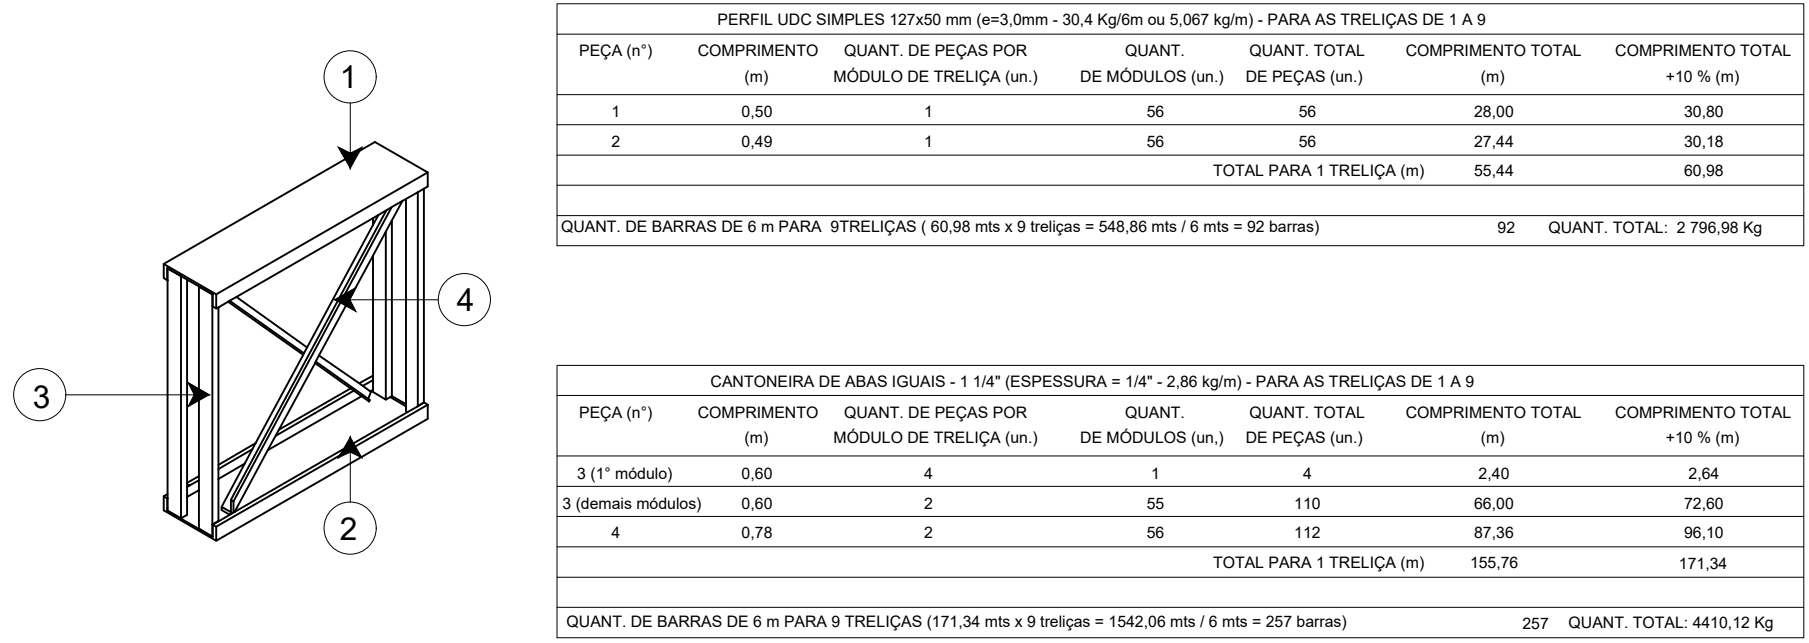 1
4
3
2
PERFIL UDC SIMPLES 127x50 mm (e=3,0mm - 30,4 Kg/6m ou 5,067 kg/m) - PARA AS TRELIÇAS DE 1 A 9
PEÇA (n°) COMPRIMENTO QUANT. DE PEÇAS POR QUANT. QUANT. TOTAL COMPRIMENTO TOTAL COMPRIMENTO TOTAL
(m) MÓDULO DE TRELIÇA (un.) DE MÓDULOS (un.) DE PEÇAS (un.) (m) +10 % (m)
1 0,50 1 56 56 28,00 30,80
2 0,49 1 56 56 27,44 30,18
TOTAL PARA 1 TRELIÇA (m) 55,44 60,98
QUANT. DE BARRAS DE 6 m PARA 9TRELIÇAS ( 60,98 mts x 9 treliças = 548,86 mts / 6 mts = 92 barras) 92 QUANT. TOTAL: 2 796,98 Kg
CANTONEIRA DE ABAS IGUAIS - 1 1/4" (ESPESSURA = 1/4" - 2,86 kg/m) - PARA AS TRELIÇAS DE 1 A 9
PEÇA (n°) COMPRIMENTO QUANT. DE PEÇAS POR QUANT. QUANT. TOTAL COMPRIMENTO TOTAL COMPRIMENTO TOTAL
(m) MÓDULO DE TRELIÇA (un.) DE MÓDULOS (un,) DE PEÇAS (un.) (m) +10 % (m)
3 (1° módulo) 0,60 4 1 4 2,40 2,64
3 (demais módulos) 0,60 2 55 110 66,00 72,60
4 0,78 2 56 112 87,36 96,10
TOTAL PARA 1 TRELIÇA (m) 155,76 171,34
QUANT. DE BARRAS DE 6 m PARA 9 TRELIÇAS (171,34 mts x 9 treliças = 1542,06 mts / 6 mts = 257 barras) 257 QUANT. TOTAL: 4410,12 Kg